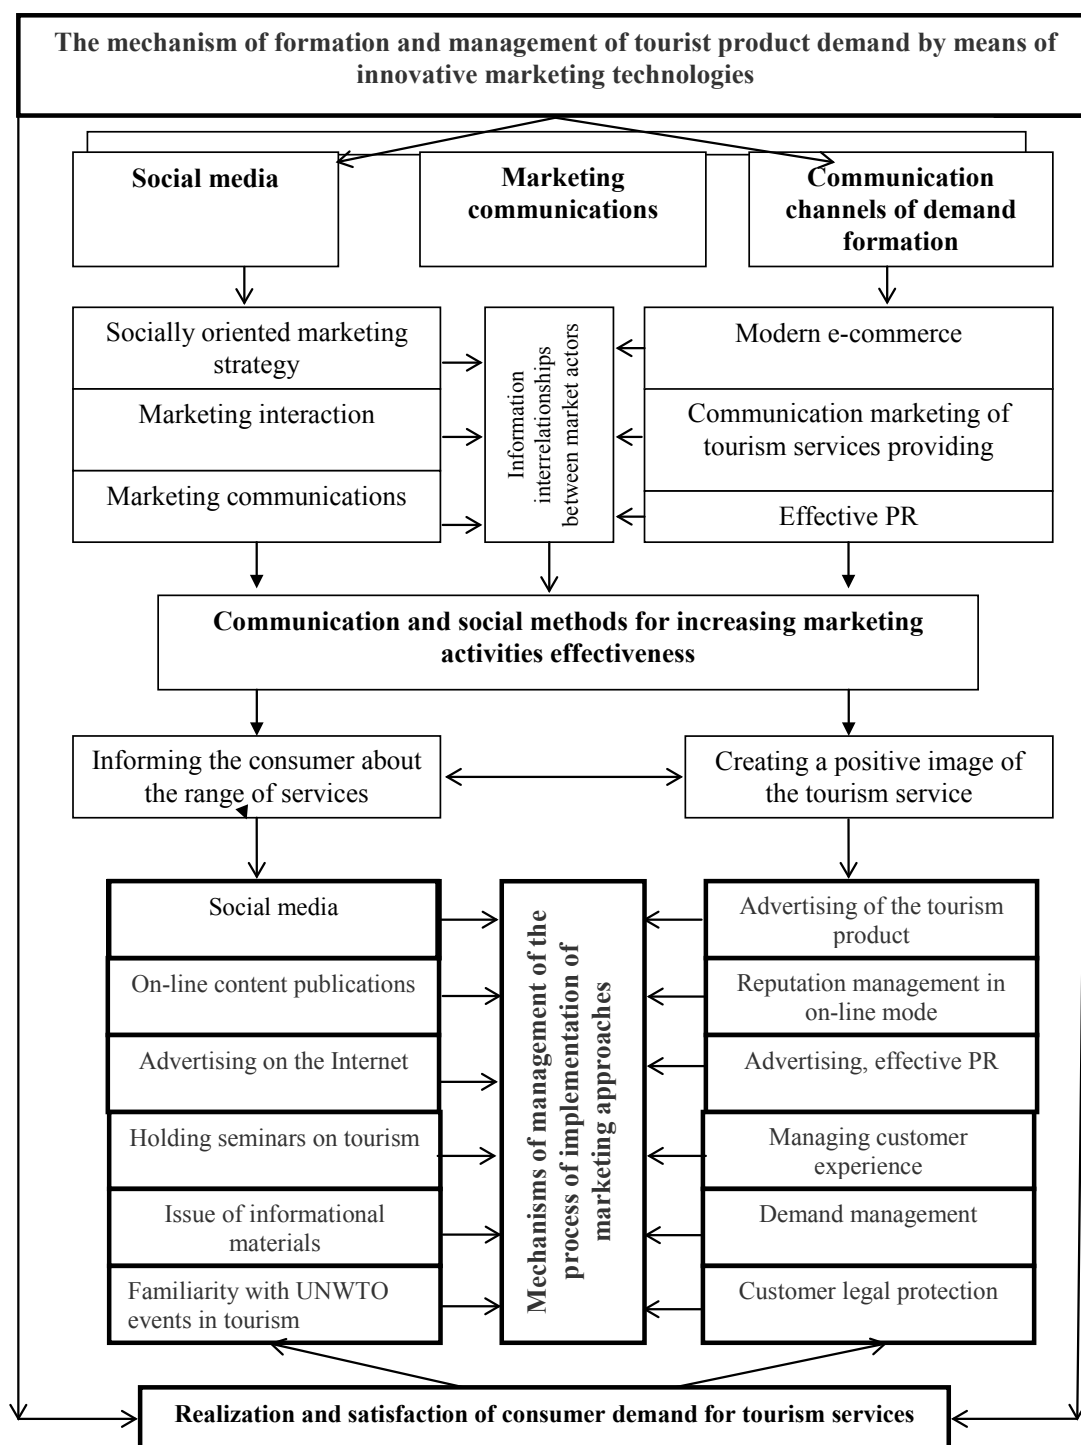 The mechanism of formation and management of tourist product demand by means of
innovative marketing technologies
Social media
Marketing
communications
Communication
channels of demand
formation
Socially oriented marketing
strategy
Marketing interaction
Marketing communications
Information
interrelationships
between market actors
Modern e-commerce
Communication marketing of
tourism services providing
Effective PR
Communication and social methods for increasing marketing
activities effectiveness
Informing the consumer about
the range of services
Creating a positive image of
the tourism service
Social media
On-line content publications
Advertising on the Internet
Holding seminars on tourism
Issue of informational
materials
Familiarity with UNWTO
events in tourism
Mechanisms of management of the
process of implementation of
marketing approaches
Advertising of the tourism
product
Reputation management in
on-line mode
Advertising, effective PR
Managing customer
experience
Demand management
Customer legal protection
Realization and satisfaction of consumer demand for tourism services